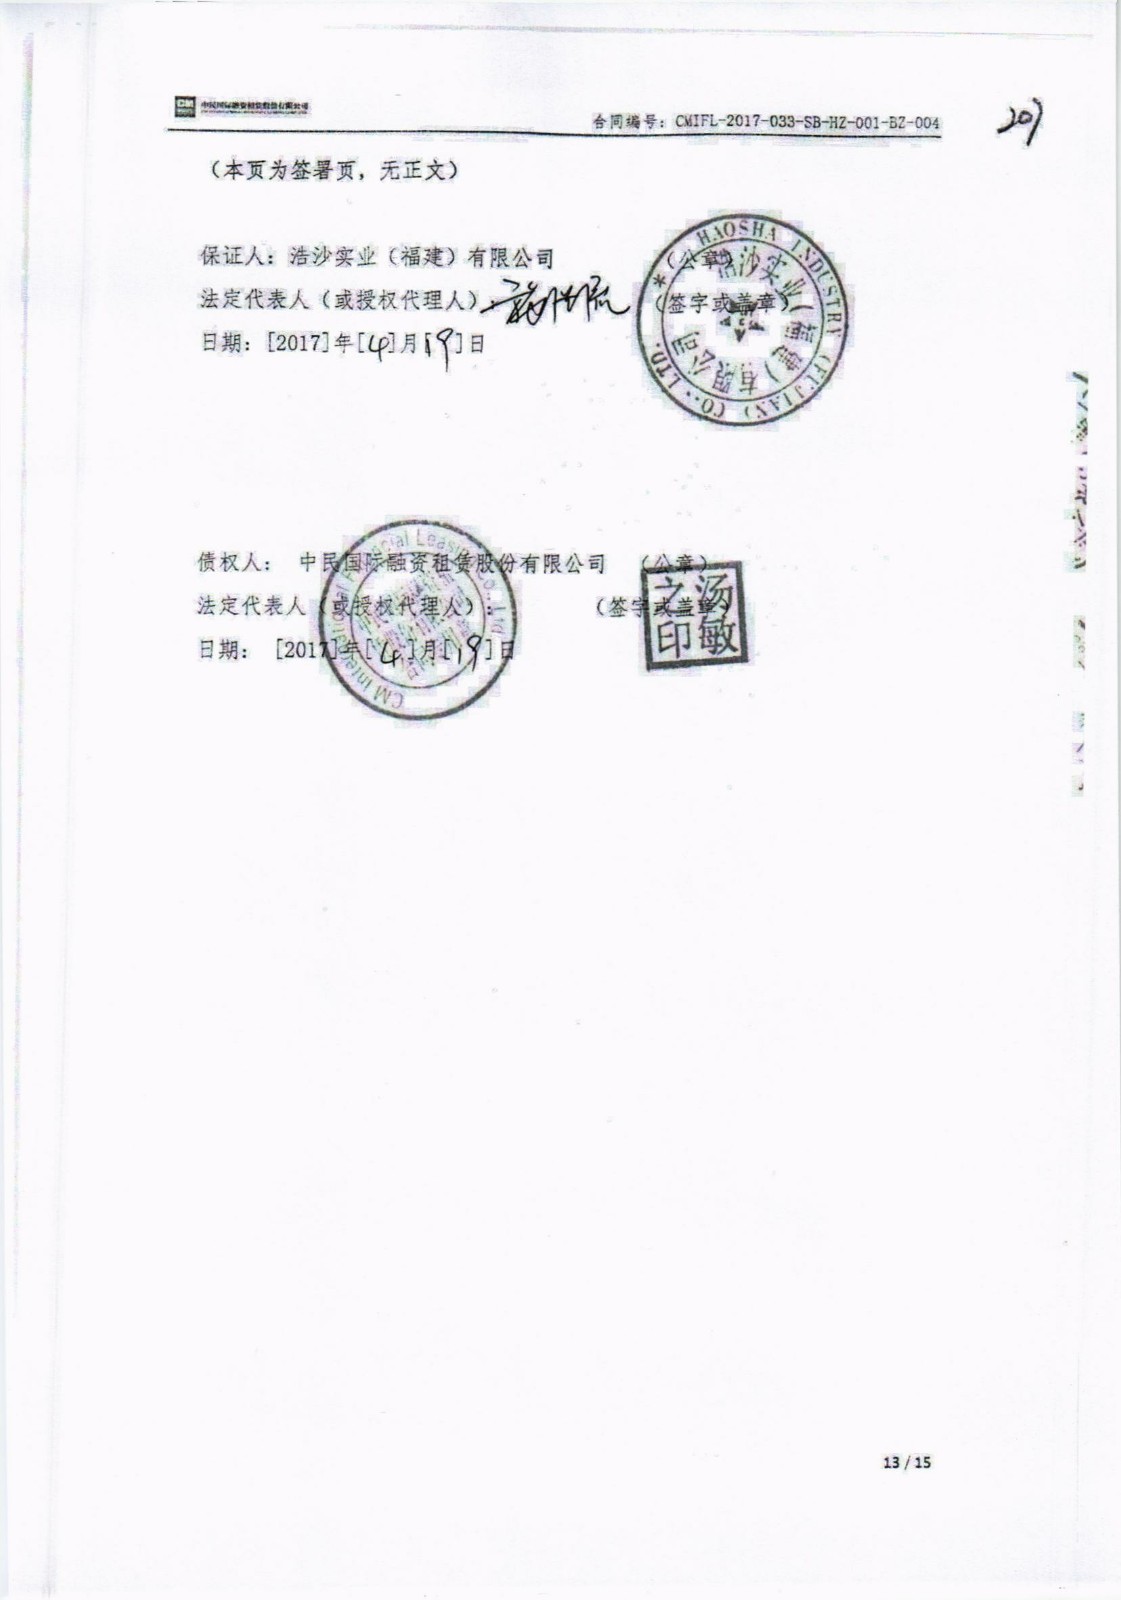 CM 中民国际融资租赁股份有限公司
合同编号：CMIFL-2017-033-SB-HZ-001-BZ-004
207
（本页为签署页，无正文）
保证人：浩沙实业（福建）有限公司 （公章）
法定代表人（或授权代理人） （签字或盖章）
日期：[2017]年[4]月[19]日
HAOSHA INDUSTRY (FUJIAN) CO., LTD.
浩沙实业（福建）有限公司
债权人： 中民国际融资租赁股份有限公司 （公章）
法定代表人（或授权代理人）： （签字或盖章）
日期： [2017]年[4]月[19]日
CM International Financial Leasing Co., Ltd
汤敏之印
13 / 15